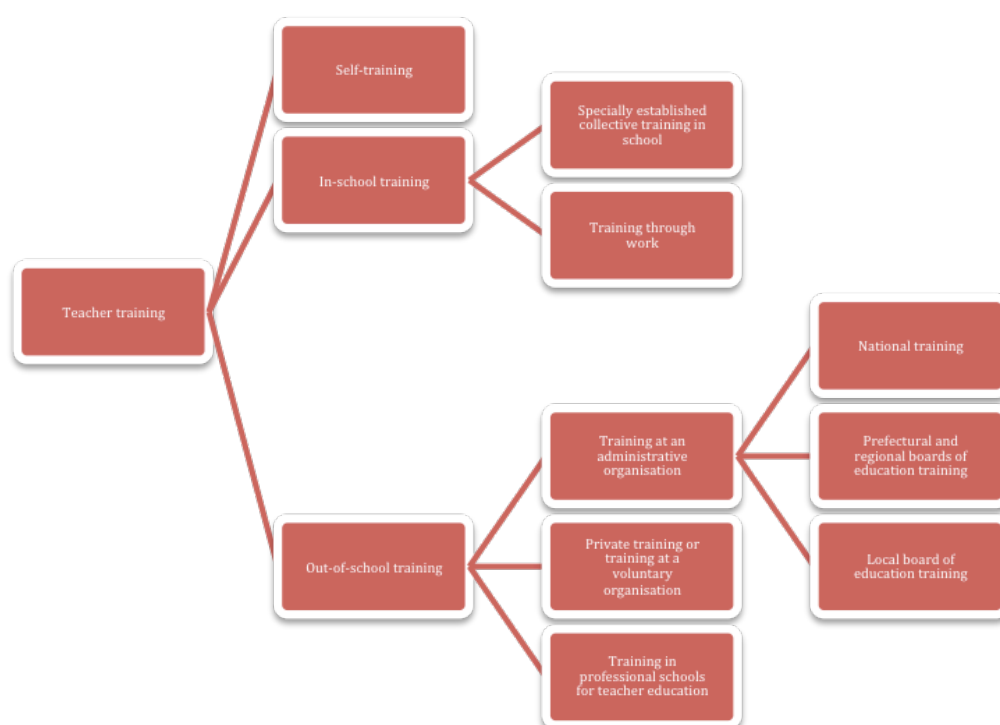 Self-training
Specially established
collective training in
school
In-school training
Training through
work
Teacher training
National training
Training at an
administrative
organisation
Prefectural and
regional boards of
education training
Out-of-school training
Private training or
training at a
voluntary
organisation
Local board of
education training
Training in
professional schools
for teacher education